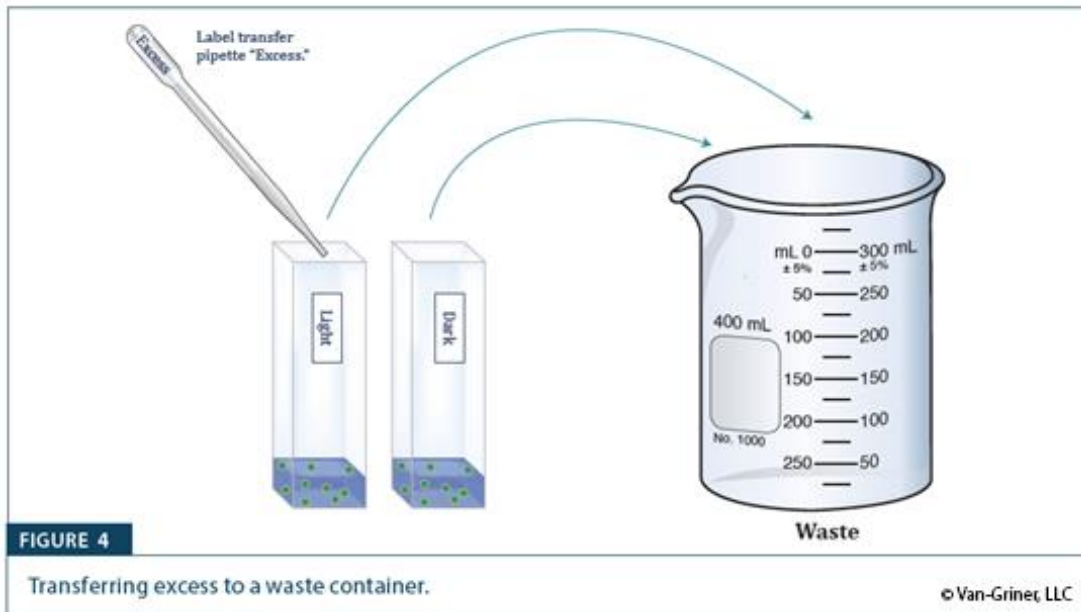 Excess
Label transfer
pipette "Excess."
Light
Dark
mL 0 300 mL
± 5% ± 5%
50 250
400 mL
100 200
150 150
200 100
No. 1000
250 50
Waste
FIGURE 4
Transferring excess to a waste container.
© Van-Griner, LLC